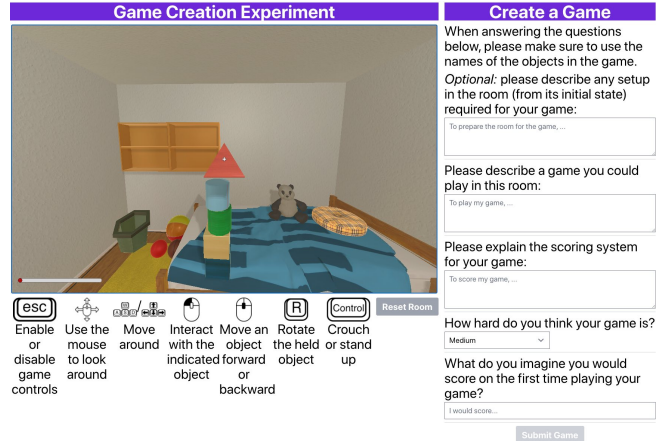 Game Creation Experiment
Create a Game
When answering the questions
below, please make sure to use the
names of the objects in the game.
Optional: please describe any setup
in the room (from its initial state)
required for your game:
To prepare the room for the game, ...
Please describe a game you could
play in this room:
To play my game, ...
Please explain the scoring system
for your game:
To score my game, ...
How hard do you think your game is?
Medium
What do you imagine you would
score on the first time playing your
game?
I would score...
Submit Game
esc
Enable
or
disable
game
controls
Use the
mouse
to look
around
Move
around
Interact
with the
indicated
object
Move an
object
forward
or
backward
R
Rotate
the held
object
Control
Crouch
or stand
up
Reset Room